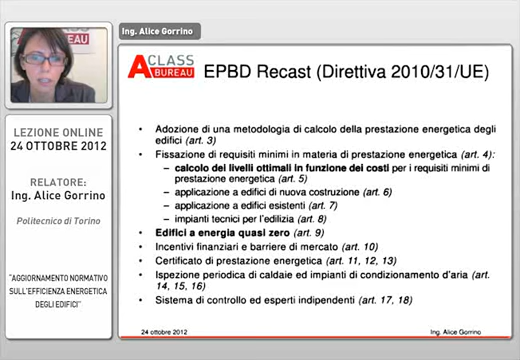 Ing. Alice Gorrino
LEZIONE ONLINE
24 OTTOBRE 2012
RELATORE:
Ing. Alice Gorrino
Politecnico di Torino
"AGGIORNAMENTO NORMATIVO
SULL'EFFICIENZA ENERGETICA
DEGLI EDIFICI"
A CLASS
BUREAU
EPBD Recast (Direttiva 2010/31/UE)
• Adozione di una metodologia di calcolo della prestazione energetica degli
edifici (art. 3)
• Fissazione di requisiti minimi in materia di prestazione energetica (art. 4):
– calcolo dei livelli ottimali in funzione dei costi per i requisiti minimi di
prestazione energetica (art. 5)
– applicazione a edifici di nuova costruzione (art. 6)
– applicazione a edifici esistenti (art. 7)
– impianti tecnici per l'edilizia (art. 8)
• Edifici a energia quasi zero (art. 9)
• Incentivi finanziari e barriere di mercato (art. 10)
• Certificato di prestazione energetica (art. 11, 12, 13)
• Ispezione periodica di caldaie ed impianti di condizionamento d'aria (art.
14, 15, 16)
• Sistema di controllo ed esperti indipendenti (art. 17, 18)
24 ottobre 2012
Ing. Alice Gorrino